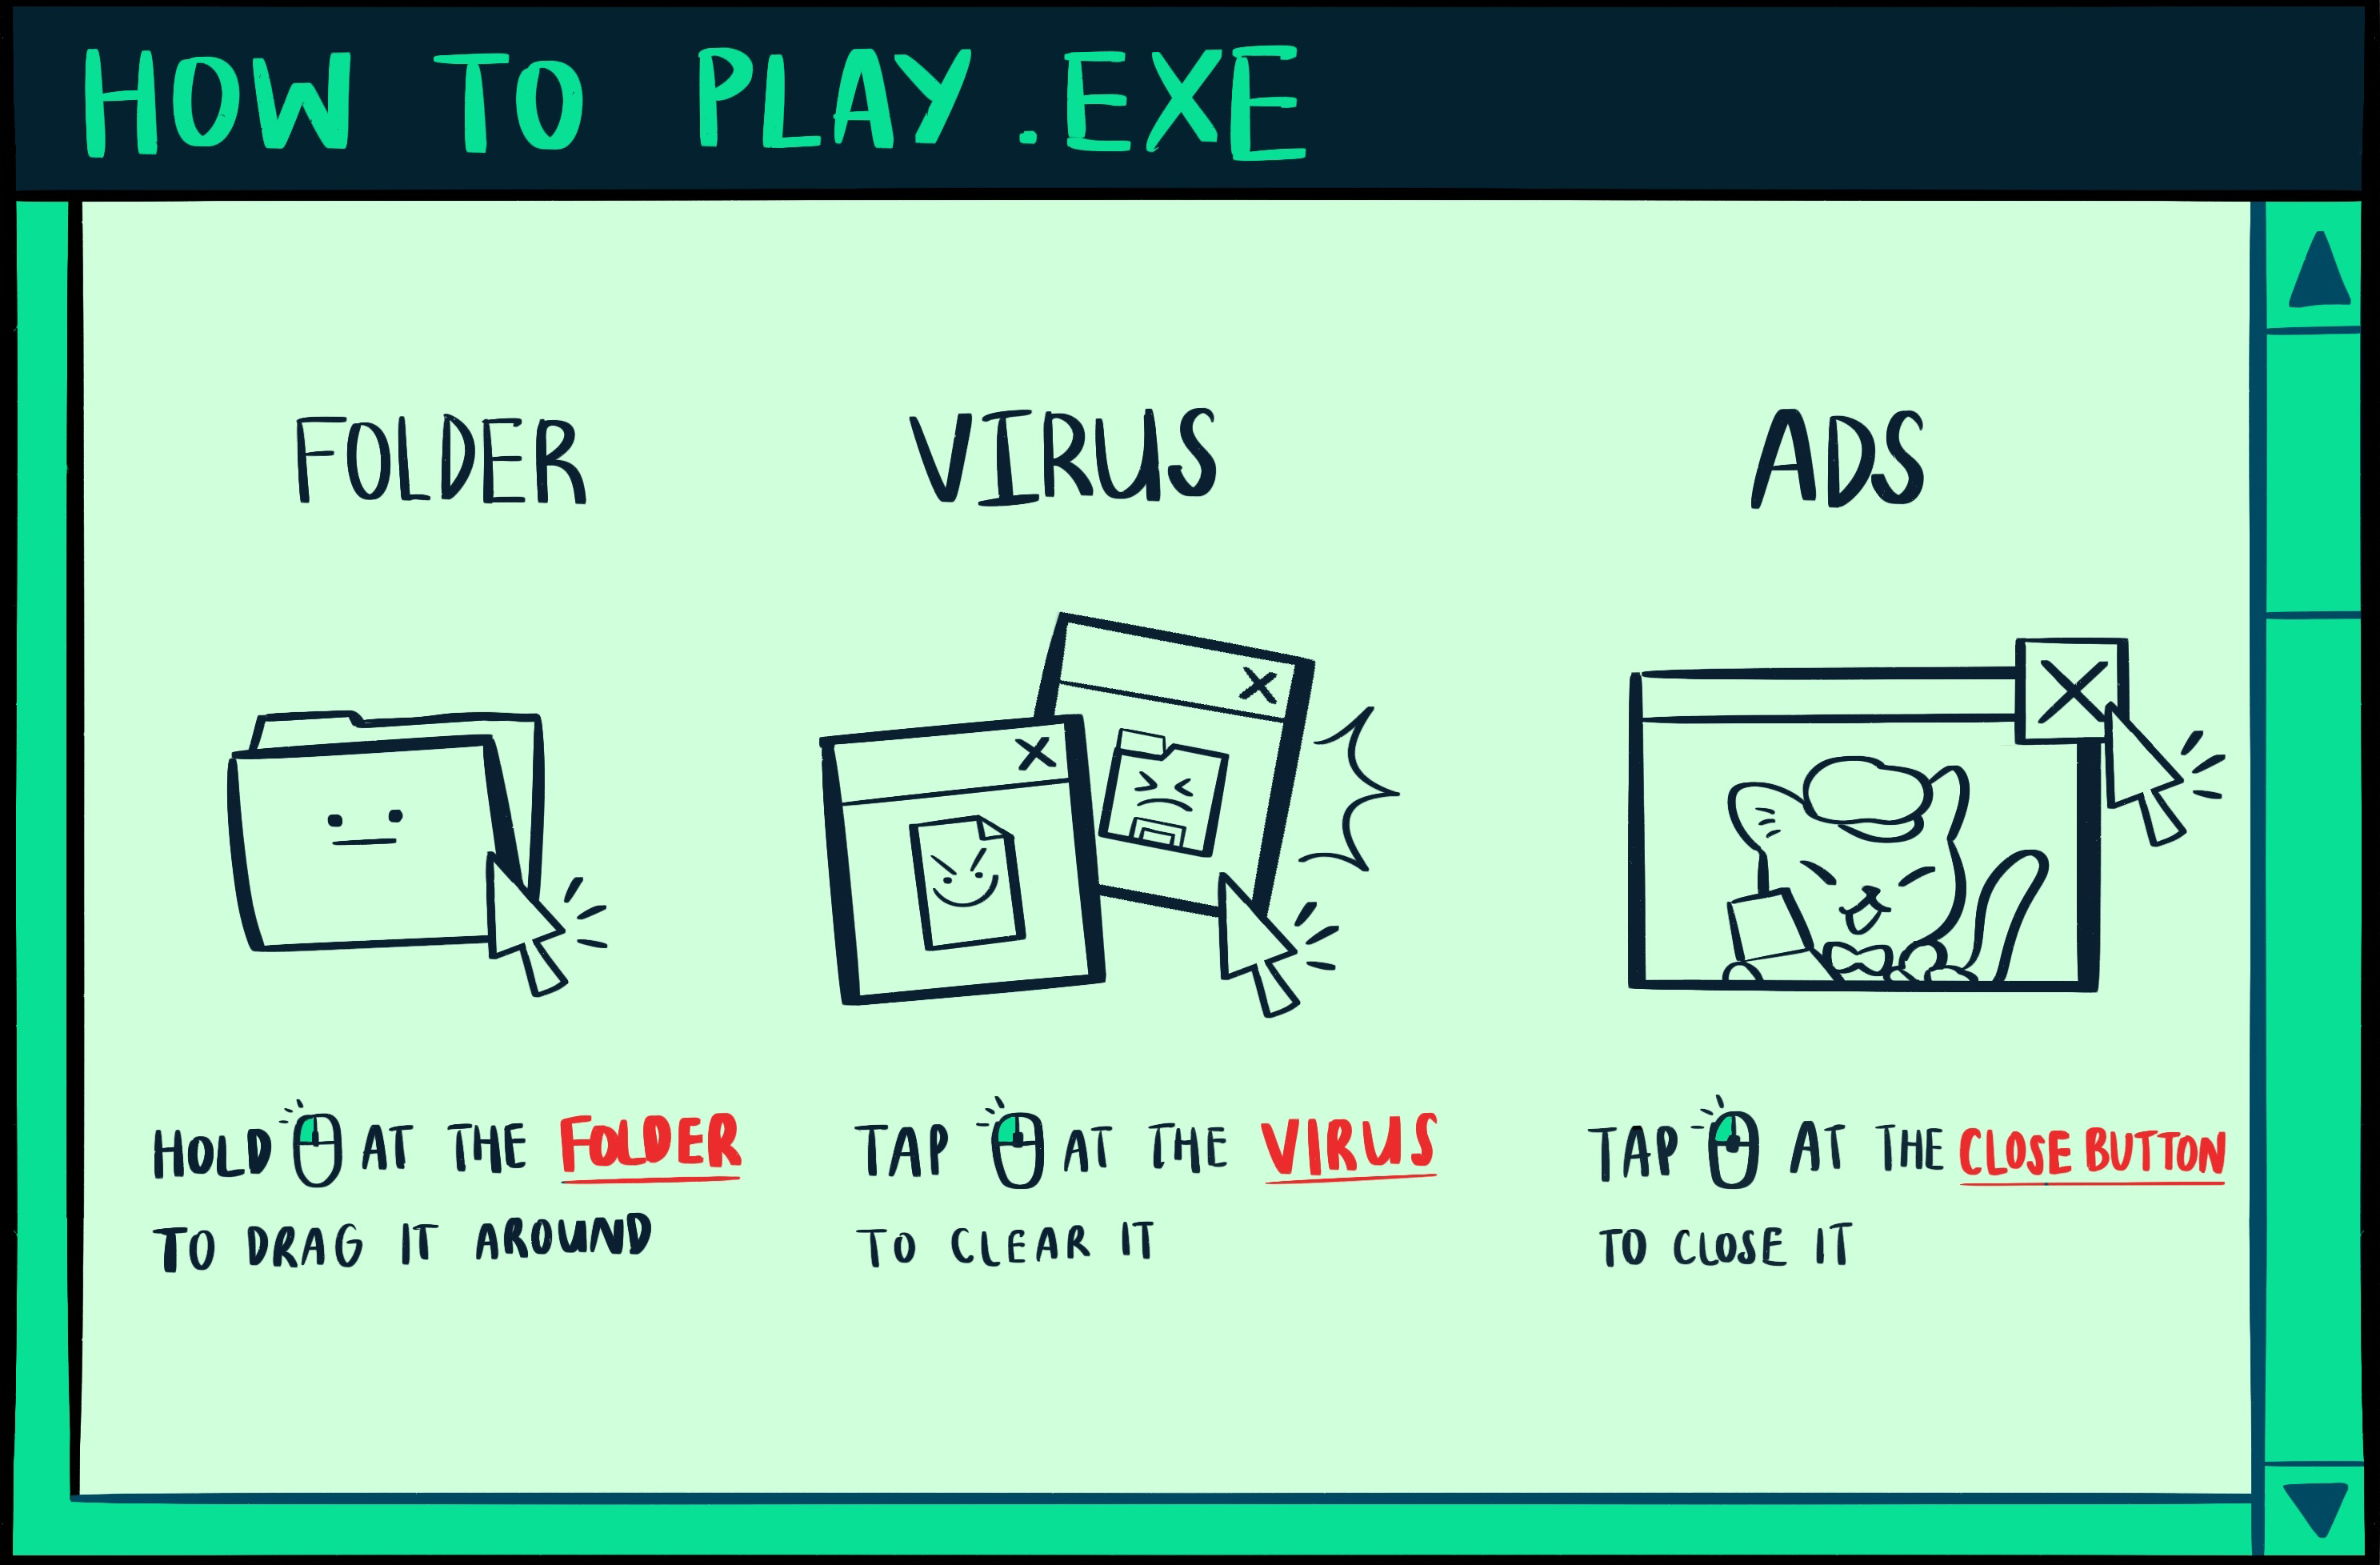 HOW TO PLAY.EXE
FOLDER
VIRUS
ADS
HOLD AT THE FOLDER
TO DRAG IT AROUND
TAP AT THE VIRUS
TO CLEAR IT
TAP AT THE CLOSE BUTTON
TO CLOSE IT